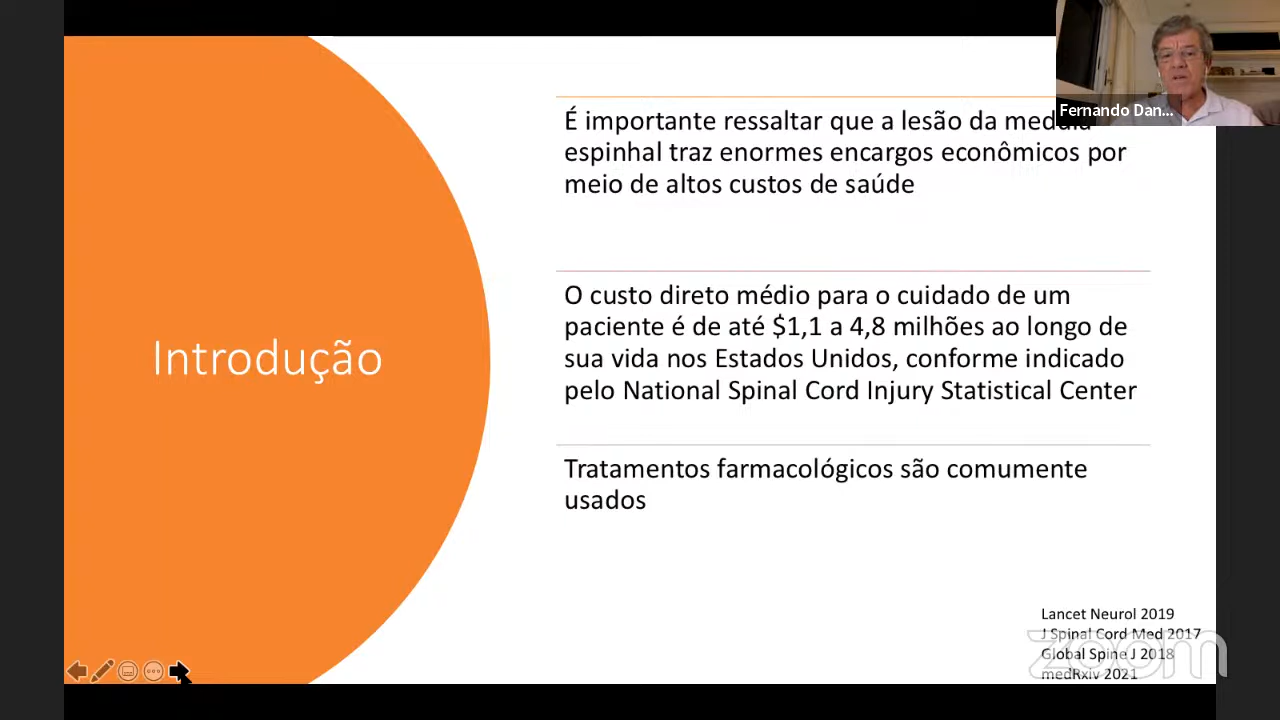 Fernando Dan...
É importante ressaltar que a lesão da medula
espinhal traz enormes encargos econômicos por
meio de altos custos de saúde
O custo direto médio para o cuidado de um
paciente é de até $1,1 a 4,8 milhões ao longo de
sua vida nos Estados Unidos, conforme indicado
pelo National Spinal Cord Injury Statistical Center
Introdução
Tratamentos farmacológicos são comumente
usados
Lancet Neurol 2019
J Spinal Cord Med 2017
Global Spine J 2018
medRxiv 2021
zoom